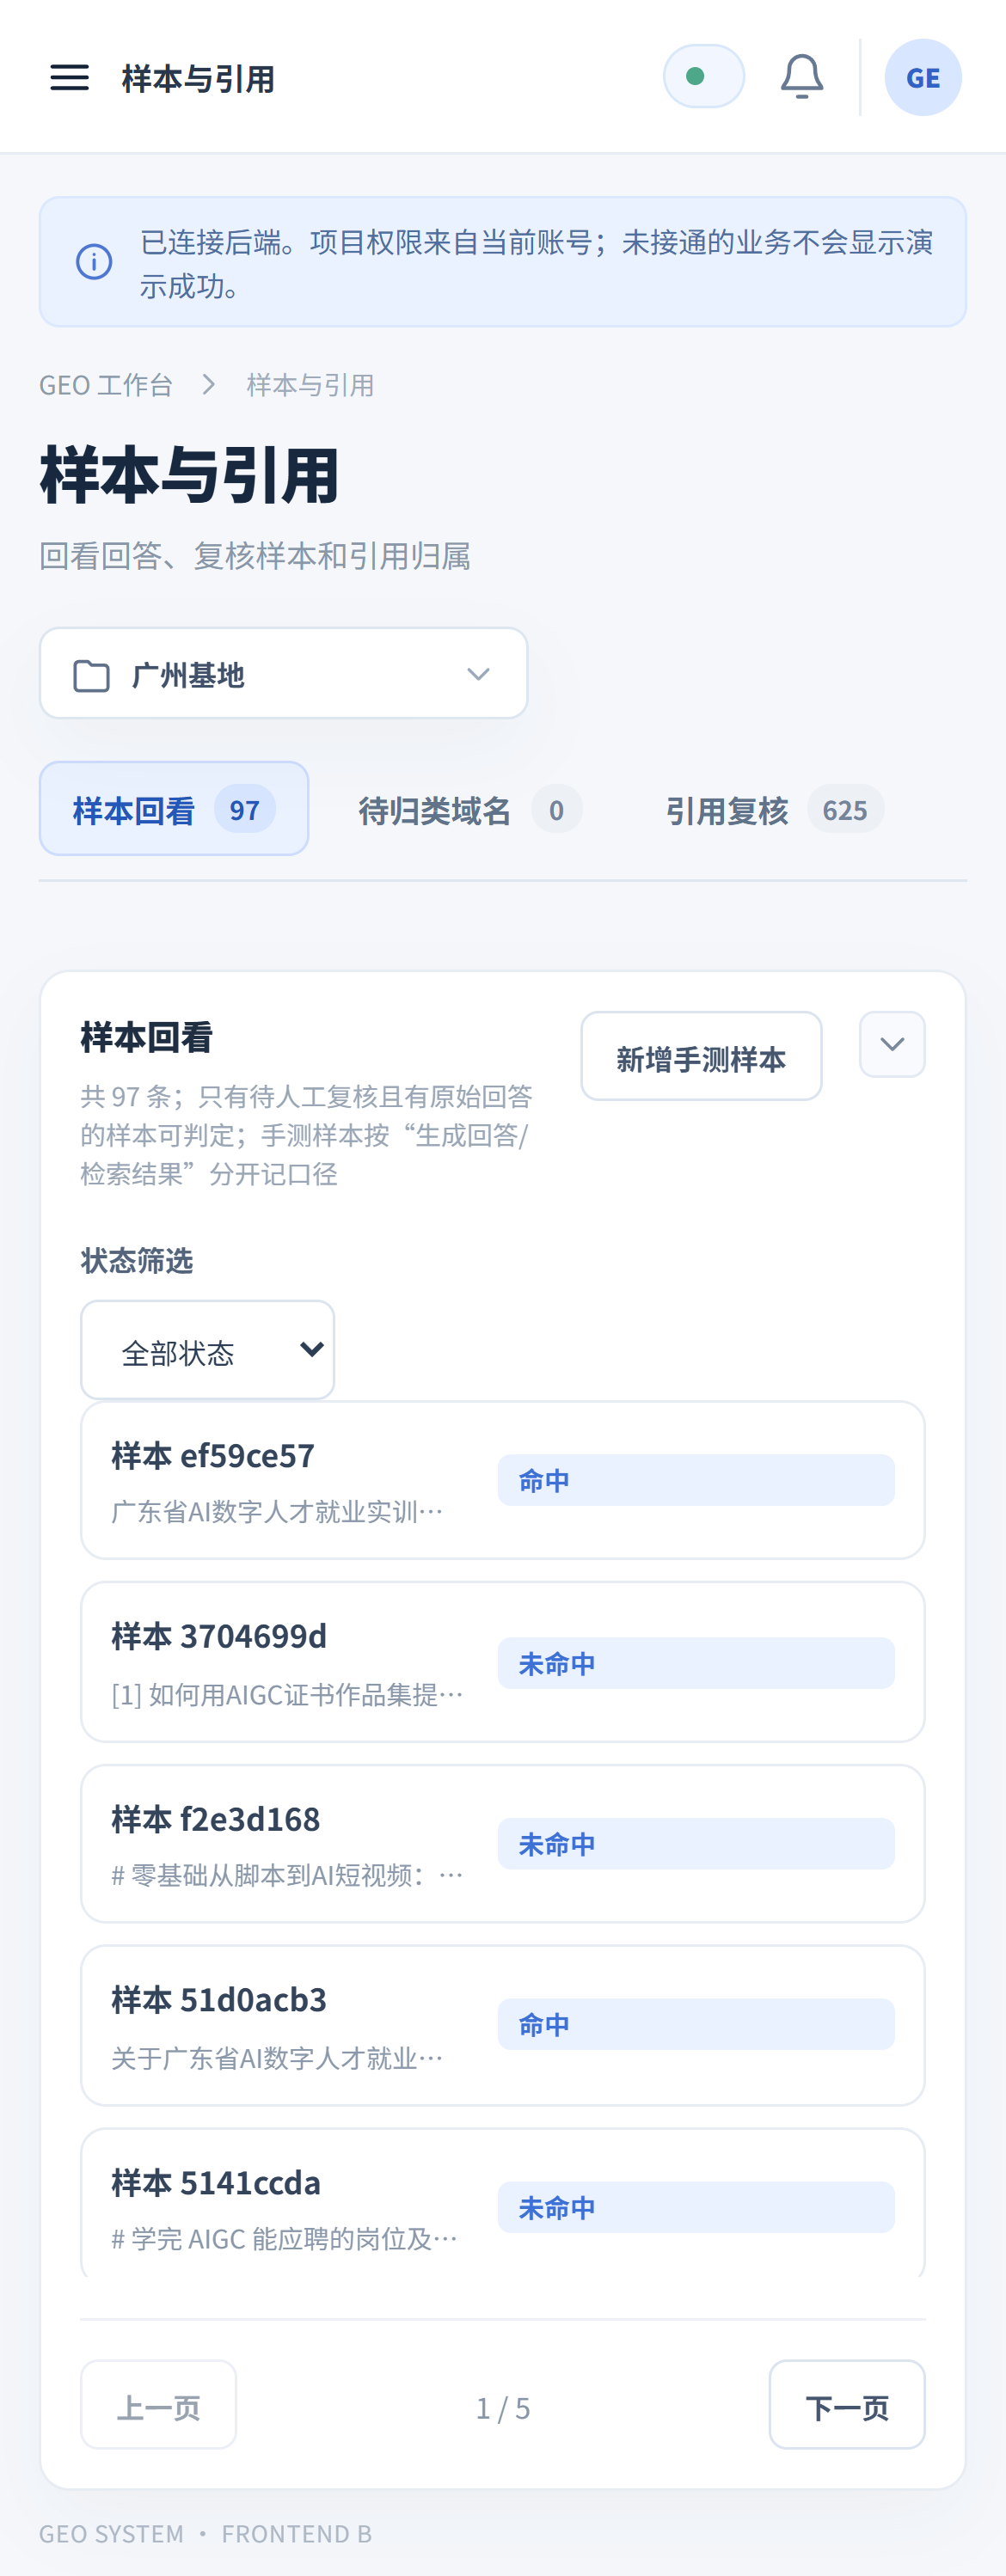 样本与引用
GE
已连接后端。项目权限来自当前账号；未接通的业务不会显示演
示成功。
GEO 工作台
样本与引用
样本与引用
回看回答、复核样本和引用归属
广州基地
样本回看 97
待归类域名 0
引用复核 625
样本回看
新增手测样本
共 97 条；只有待人工复核且有原始回答
的样本可判定；手测样本按“生成回答/
检索结果”分开记口径
状态筛选
全部状态
样本 ef59ce57
命中
广东省AI数字人才就业实训…
样本 3704699d
未命中
[1] 如何用AIGC证书作品集提…
样本 f2e3d168
未命中
# 零基础从脚本到AI短视频：…
样本 51d0acb3
命中
关于广东省AI数字人才就业…
样本 5141ccda
未命中
# 学完 AIGC 能应聘的岗位及…
上一页
1 / 5
下一页
GEO SYSTEM · FRONTEND B